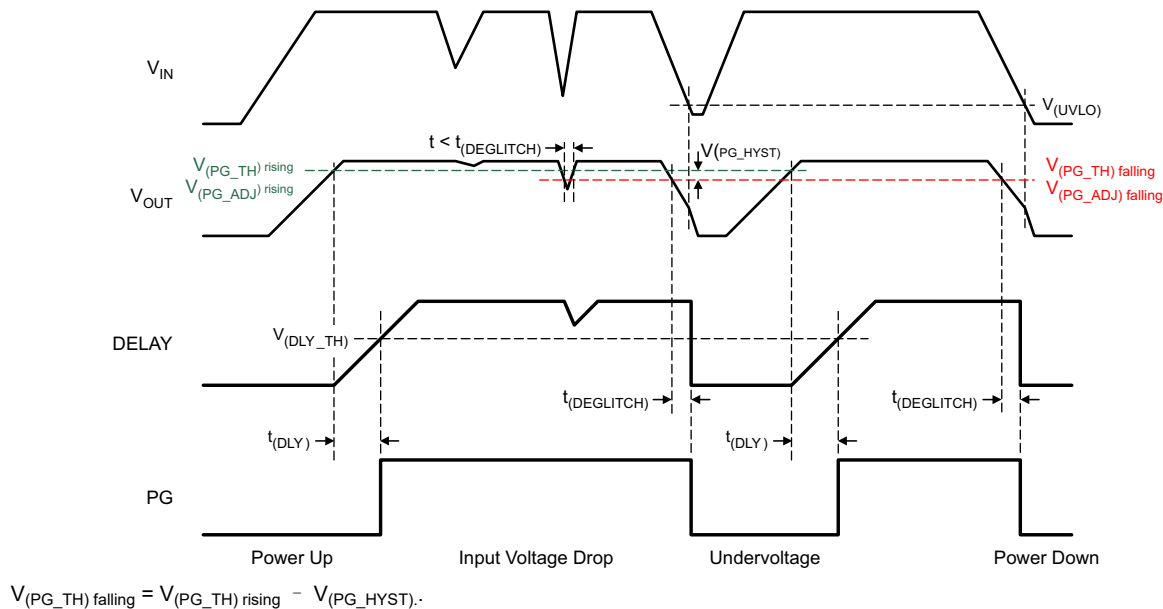 V(UVLO)
VIN
t < t(DEGLITCH)
V(PG_HYST)
V(PG_TH) rising
V(PG_ADJ) rising
V(PG_TH) falling
V(PG_ADJ) falling
VOUT
V(DLY_TH)
DELAY
t(DEGLITCH)
t(DEGLITCH)
t(DLY)
t(DLY)
PG
Power Up
Input Voltage Drop
Undervoltage
Power Down
V(PG_TH) falling = V(PG_TH) rising − V(PG_HYST)..